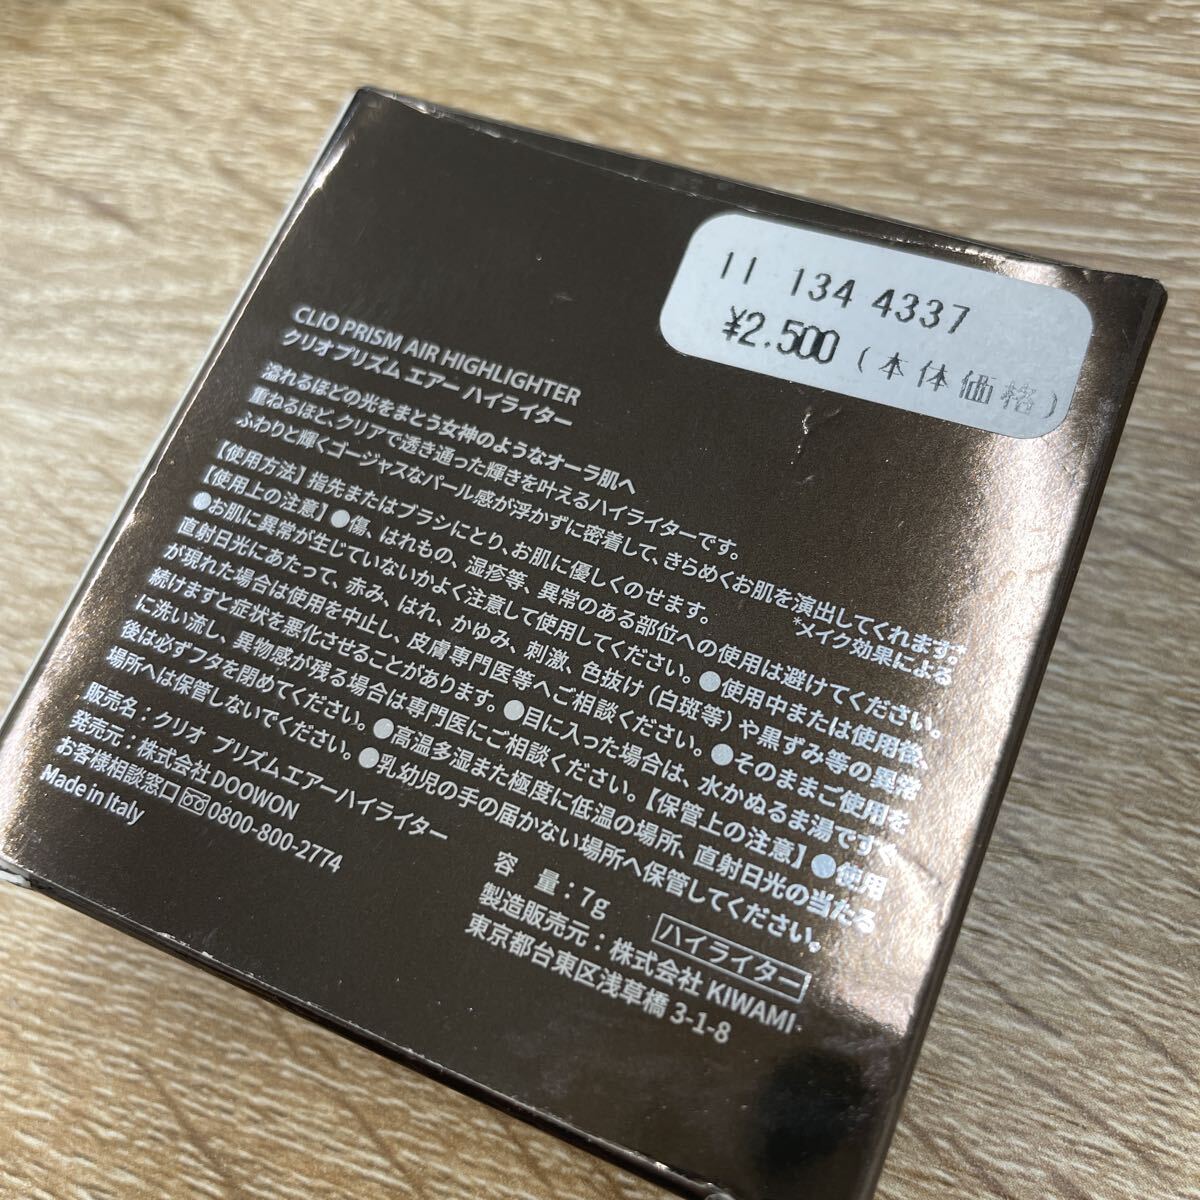 11 134 4337
¥2.500 (本体価格)
CLIO PRISM AIR HIGHLIGHTER
クリオプリズム エアー ハイライター
溢れるほどの光をまとう女神のようなオーラ肌へ
重ねるほど、クリアで透き通った輝きを叶えるハイライターです。
ふわりと輝くゴージャスなパール感が浮かずに密着して、きらめくお肌を演出してくれます。*
*メイク効果による
【使用方法】指先またはブラシにとり、お肌に優しくのせます。
【使用上の注意】●傷、はれもの、湿疹等、異常のある部位への使用は避けてください。
●お肌に異常が生じていないかよく注意して使用してください。●使用中または使用後、
直射日光にあたって、赤み、はれ、かゆみ、刺激、色抜け(白斑等)や黒ずみ等の異常
が現れた場合は使用を中止し、皮膚専門医等へご相談ください。●そのままご使用を
続けますと症状を悪化させることがあります。●目に入った場合は、水かぬるま湯ですぐ
に洗い流し、異物感が残る場合は専門医にご相談ください。【保管上の注意】●使用
後は必ずフタを閉めてください。●高温多湿また極度に低温の場所、直射日光の当たる
場所へは保管しないでください。●乳幼児の手の届かない場所へ保管してください。
販売名：クリオ プリズムエアーハイライター
発売元：株式会社DOOWON
お客様相談窓口 0800-800-2774
Made in Italy
容 量：7g
ハイライター
製造販売元：株式会社 KIWAMI
東京都台東区浅草橋 3-1-8